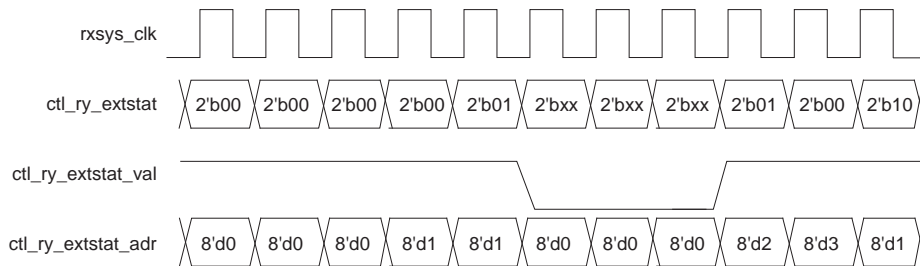 rxsys_clk
ctl_ry_extstat 2'b00 2'b00 2'b00 2'b00 2'b01 2'bxx 2'bxx 2'bxx 2'b01 2'b00 2'b10
ctl_ry_extstat_val
ctl_ry_extstat_adr 8'd0 8'd0 8'd0 8'd1 8'd1 8'd0 8'd0 8'd0 8'd2 8'd3 8'd1